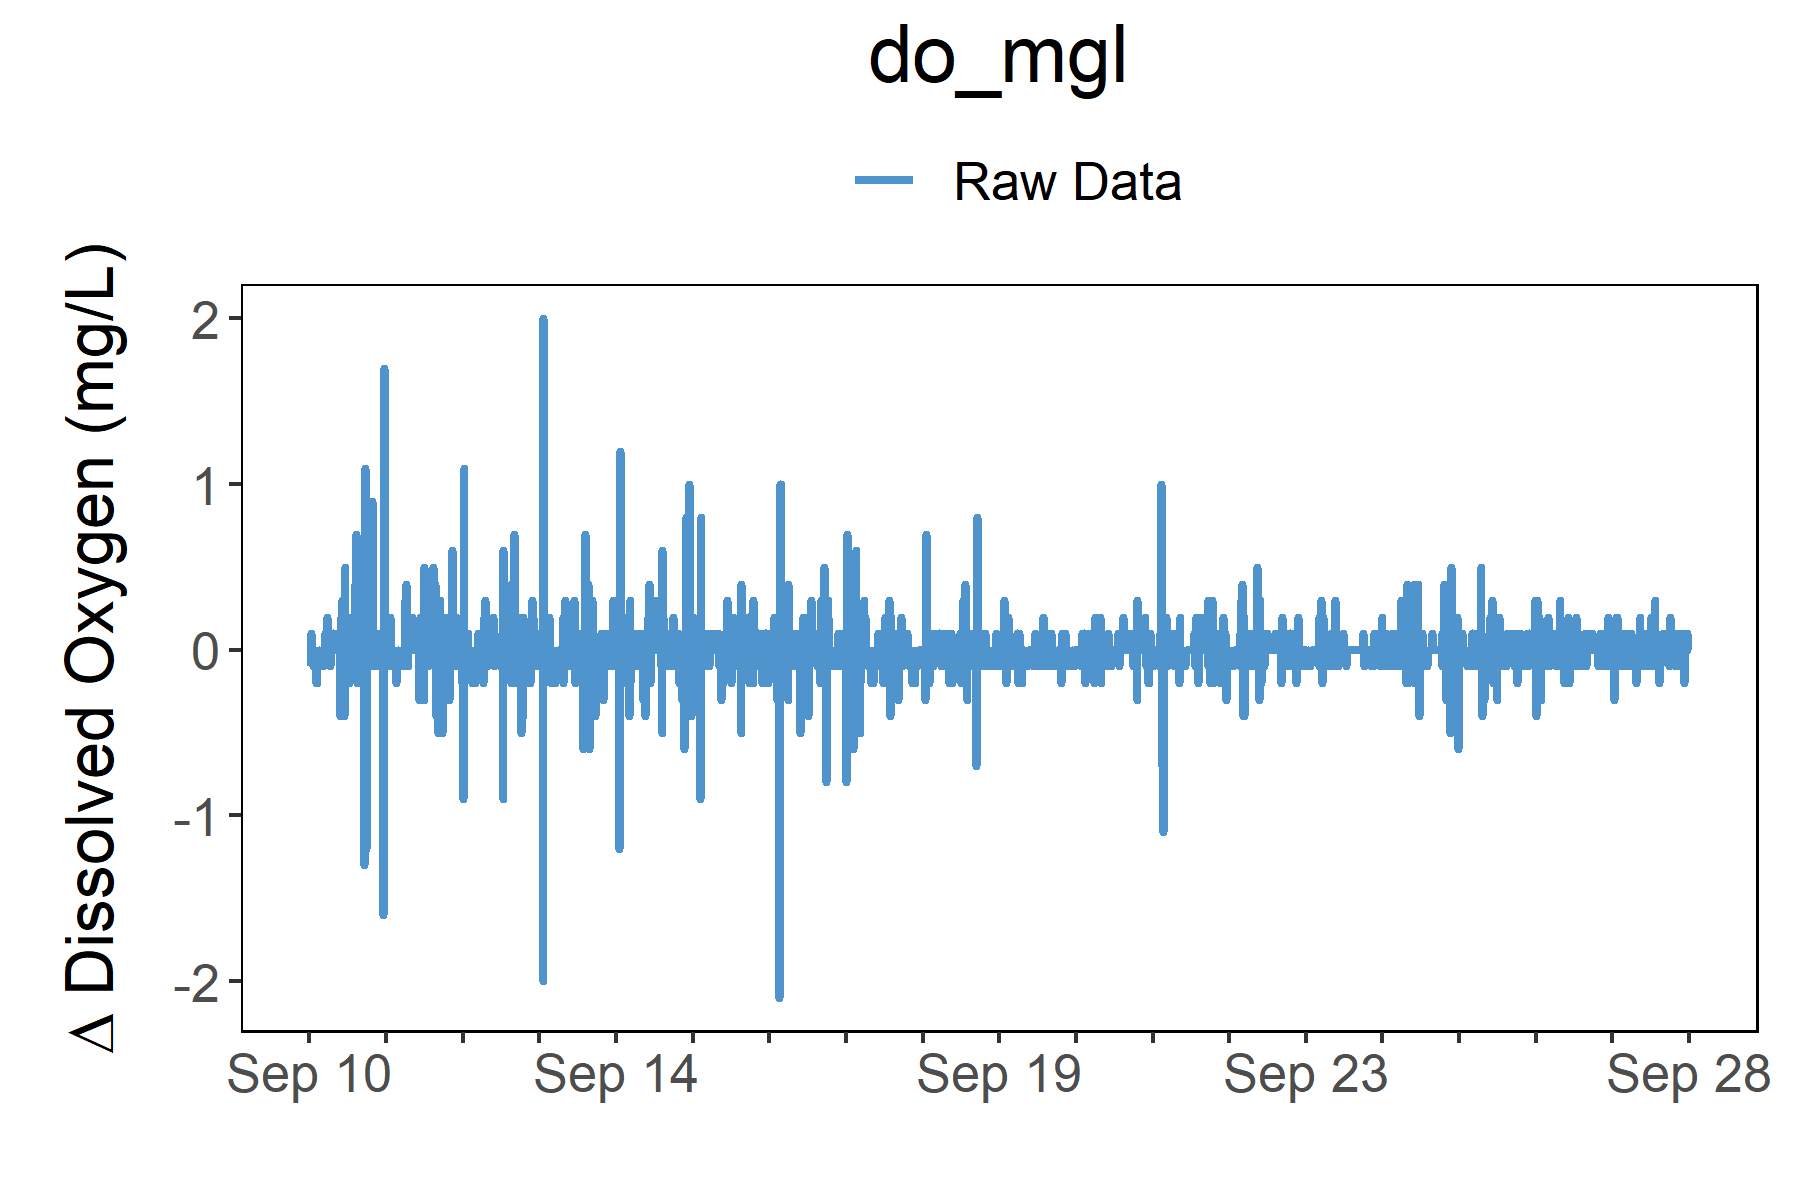 do_mgl
Raw Data
Δ Dissolved Oxygen (mg/L)
2
1
0
-1
-2
Sep 10 Sep 14 Sep 19 Sep 23 Sep 28